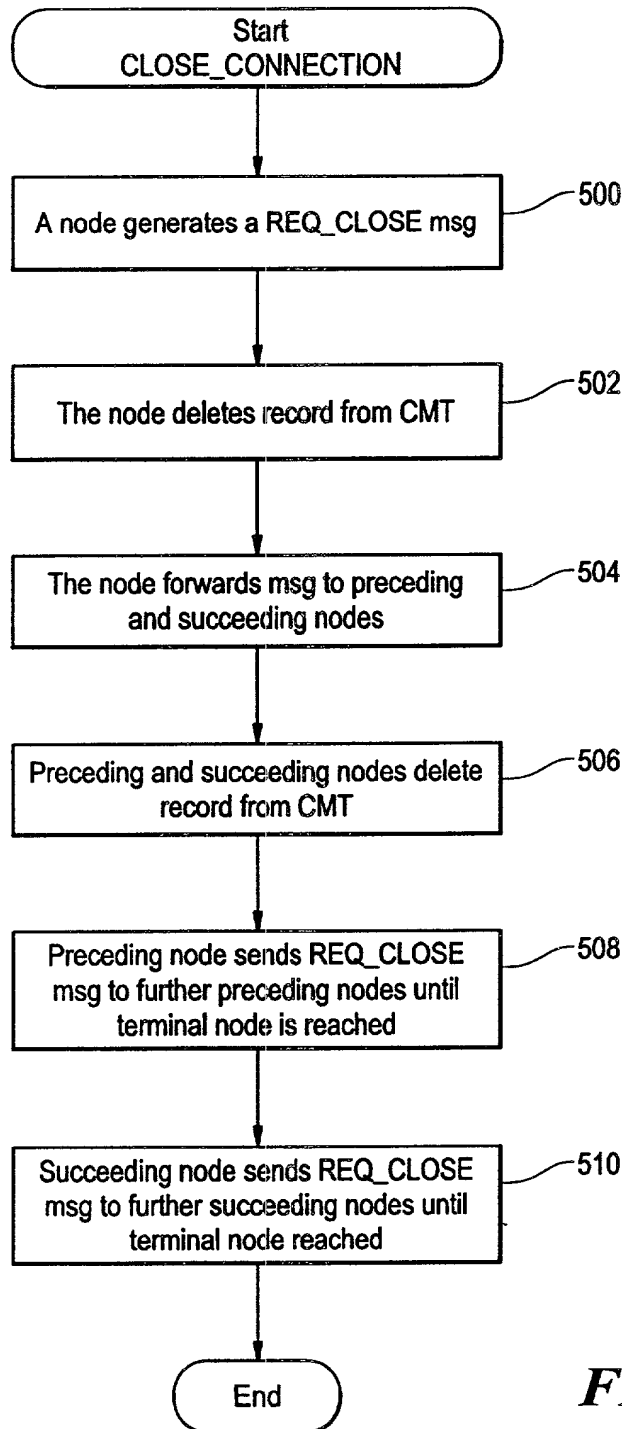 Start
CLOSE_CONNECTION
500
A node generates a REQ_CLOSE msg
502
The node deletes record from CMT
504
The node forwards msg to preceding
and succeeding nodes
506
Preceding and succeeding nodes delete
record from CMT
508
Preceding node sends REQ_CLOSE
msg to further preceding nodes until
terminal node is reached
510
Succeeding node sends REQ_CLOSE
msg to further succeeding nodes until
terminal node reached
End